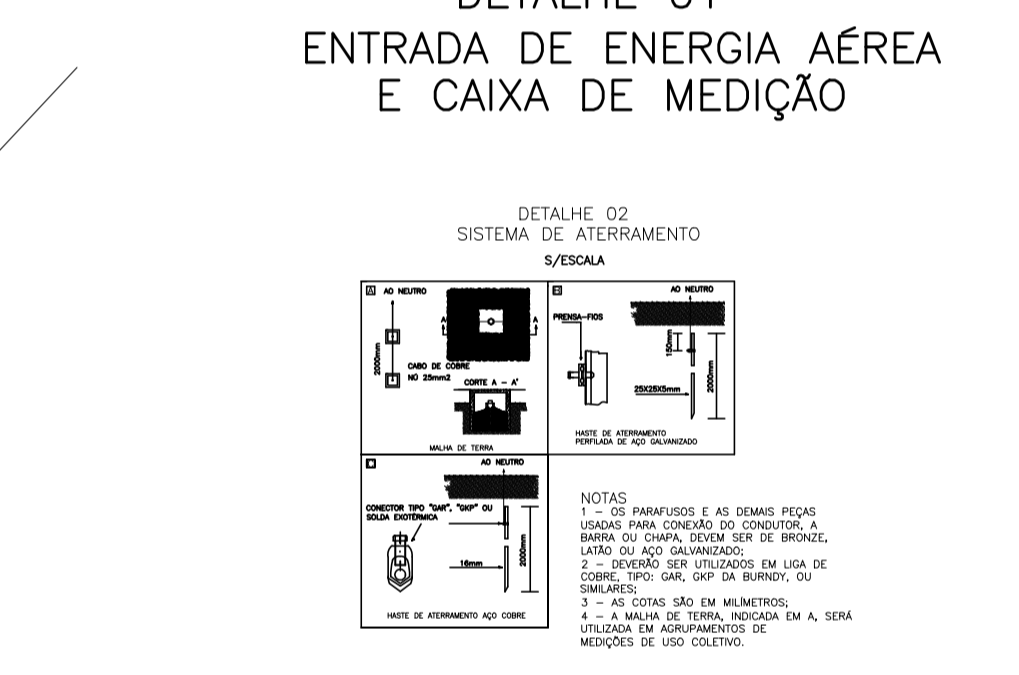 DETALHE 01
ENTRADA DE ENERGIA AÉREA
E CAIXA DE MEDIÇÃO
DETALHE 02
SISTEMA DE ATERRAMENTO
S/ESCALA
A
AO NEUTRO
2000mm
CABO DE COBRE
NÚ 25mm2
A
A
CORTE A – A'
MALHA DE TERRA
B
AO NEUTRO
PRENSA–FIOS
150mm
2000mm
25X25X5mm
HASTE DE ATERRAMENTO
PERFILADA DE AÇO GALVANIZADO
AO NEUTRO
CONECTOR TIPO "GAR", "GKP" OU
SOLDA EXOTÉRMICA
16mm
2000mm
HASTE DE ATERRAMENTO AÇO COBRE
NOTAS
1 – OS PARAFUSOS E AS DEMAIS PEÇAS
USADAS PARA CONEXÃO DO CONDUTOR, A
BARRA OU CHAPA, DEVEM SER DE BRONZE,
LATÃO OU AÇO GALVANIZADO;
2 – DEVERÃO SER UTILIZADOS EM LIGA DE
COBRE, TIPO: GAR, GKP DA BURNDY, OU
SIMILARES;
3 – AS COTAS SÃO EM MILÍMETROS;
4 – A MALHA DE TERRA, INDICADA EM A, SERÁ
UTILIZADA EM AGRUPAMENTOS DE
MEDIÇÕES DE USO COLETIVO.